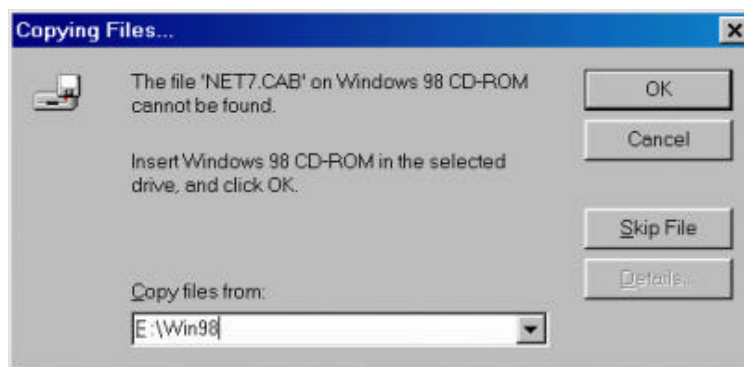 Copying Files...
The file 'NET7.CAB' on Windows 98 CD-ROM
cannot be found.
Insert Windows 98 CD-ROM in the selected
drive, and click OK.
Copy files from:
E:\Win98
OK
Cancel
Skip File
Details...